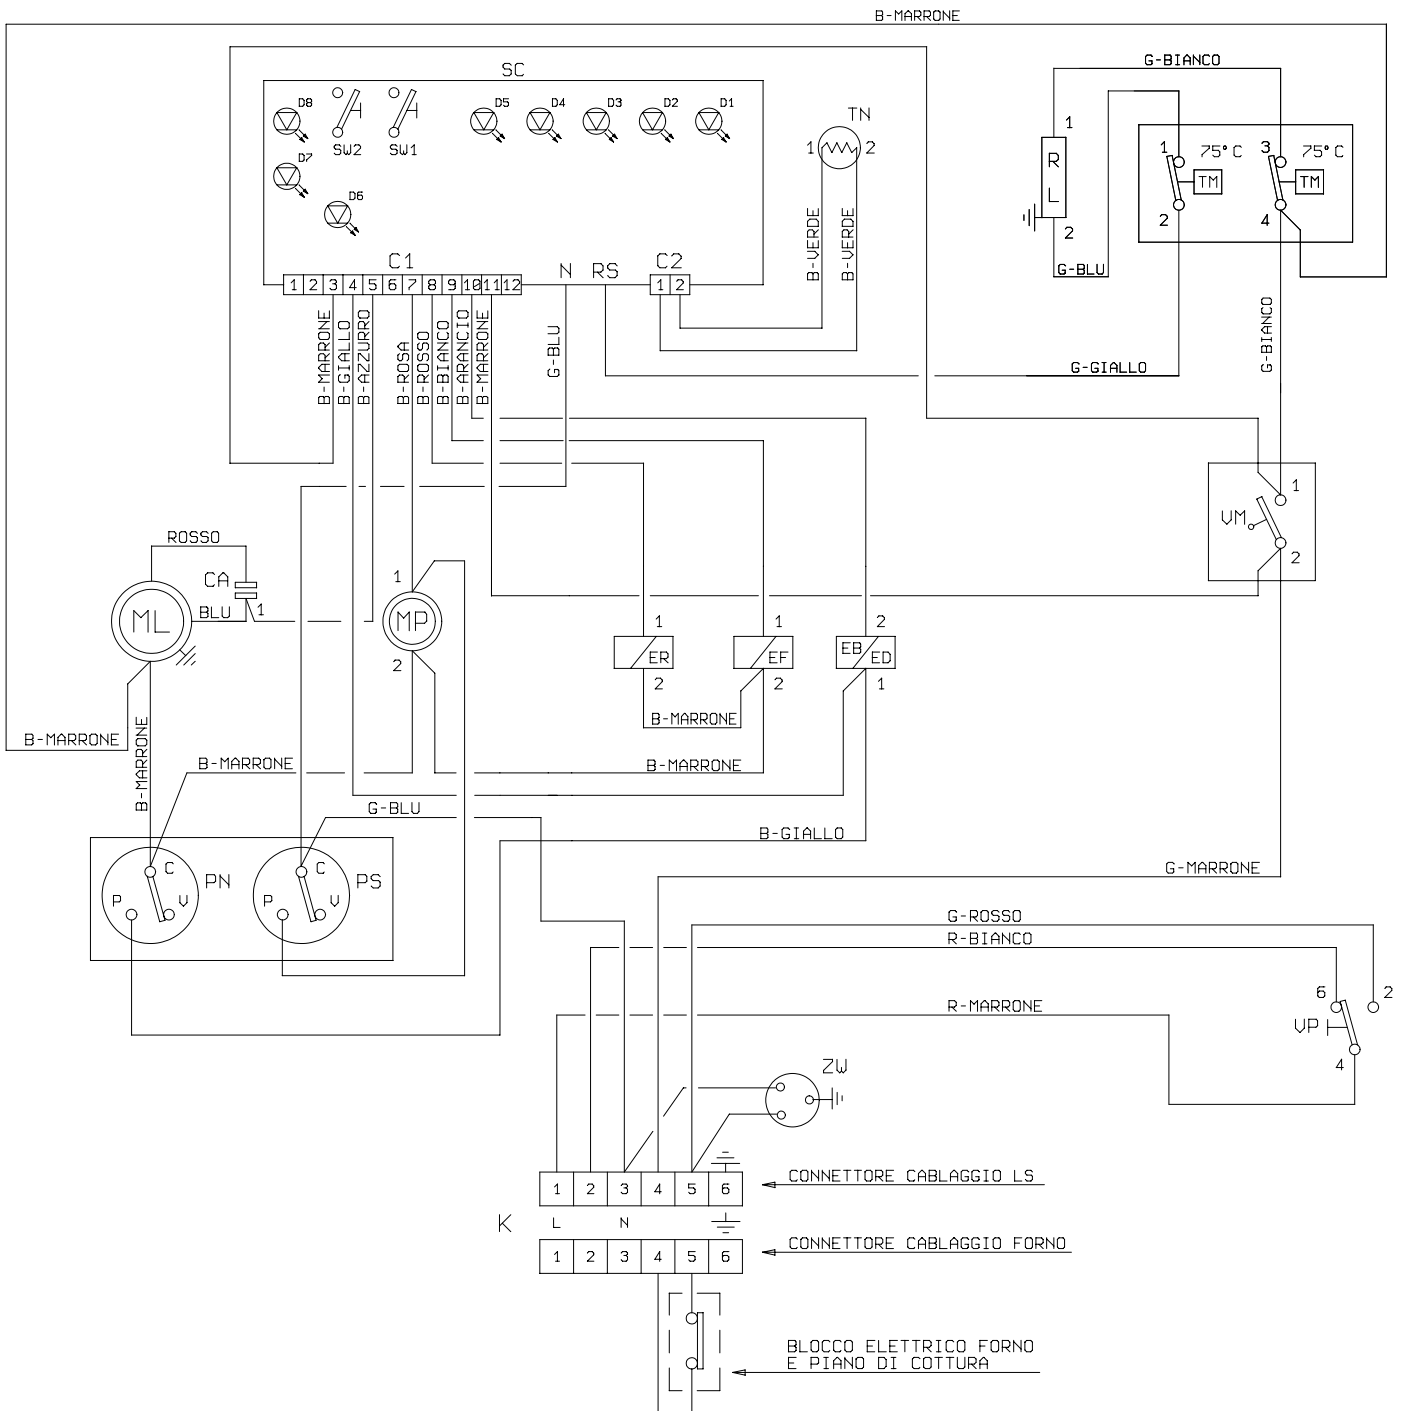 B-MARRONE
SC
G-BIANCO
D8
D5
D4
D3
D2
D1
TN
SW2
SW1
1
2
D7
D6
B-VERDE
B-VERDE
1
R L
2
G-BLU
1
75°C
3
75°C
TM
TM
2
4
C1
N
RS
C2
1 2 3 4 5 6 7 8 9 10 11 12
1 2
B-MARRONE
B-GIALLO
B-AZZURRO
B-ROSA
B-ROSSO
B-BIANCO
B-ARANCIO
B-MARRONE
G-BLU
G-BIANCO
G-GIALLO
1
VM
2
ROSSO
CA
BLU
1
ML
1
MP
2
1
ER
2
1
EF
2
2
EB
ED
1
B-MARRONE
B-MARRONE
B-MARRONE
B-MARRONE
B-MARRONE
G-BLU
B-GIALLO
G-MARRONE
C
P
V
PN
C
P
V
PS
G-ROSSO
R-BIANCO
R-MARRONE
6
2
VP
4
ZW
1 2 3 4 5 6
CONNETTORE CABLAGGIO LS
K
L
N
1 2 3 4 5 6
CONNETTORE CABLAGGIO FORNO
BLOCCO ELETTRICO FORNO
E PIANO DI COTTURA